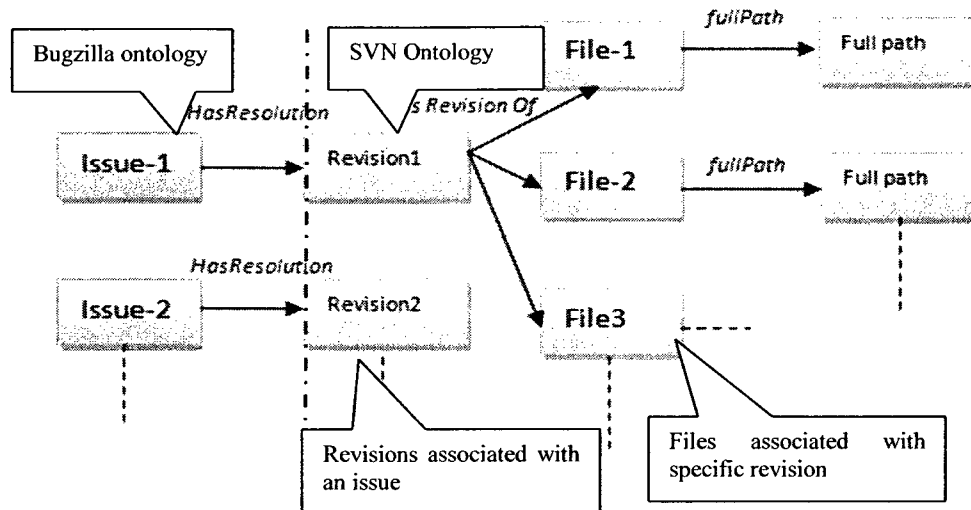 fullPath
Bugzilla ontology
SVN Ontology
File-1
Full path
HasResolution
s Revision Of
Issue-1
Revision1
fullPath
File-2
Full path
HasResolution
Issue-2
Revision2
File3
Revisions associated with
an issue
Files associated with
specific revision